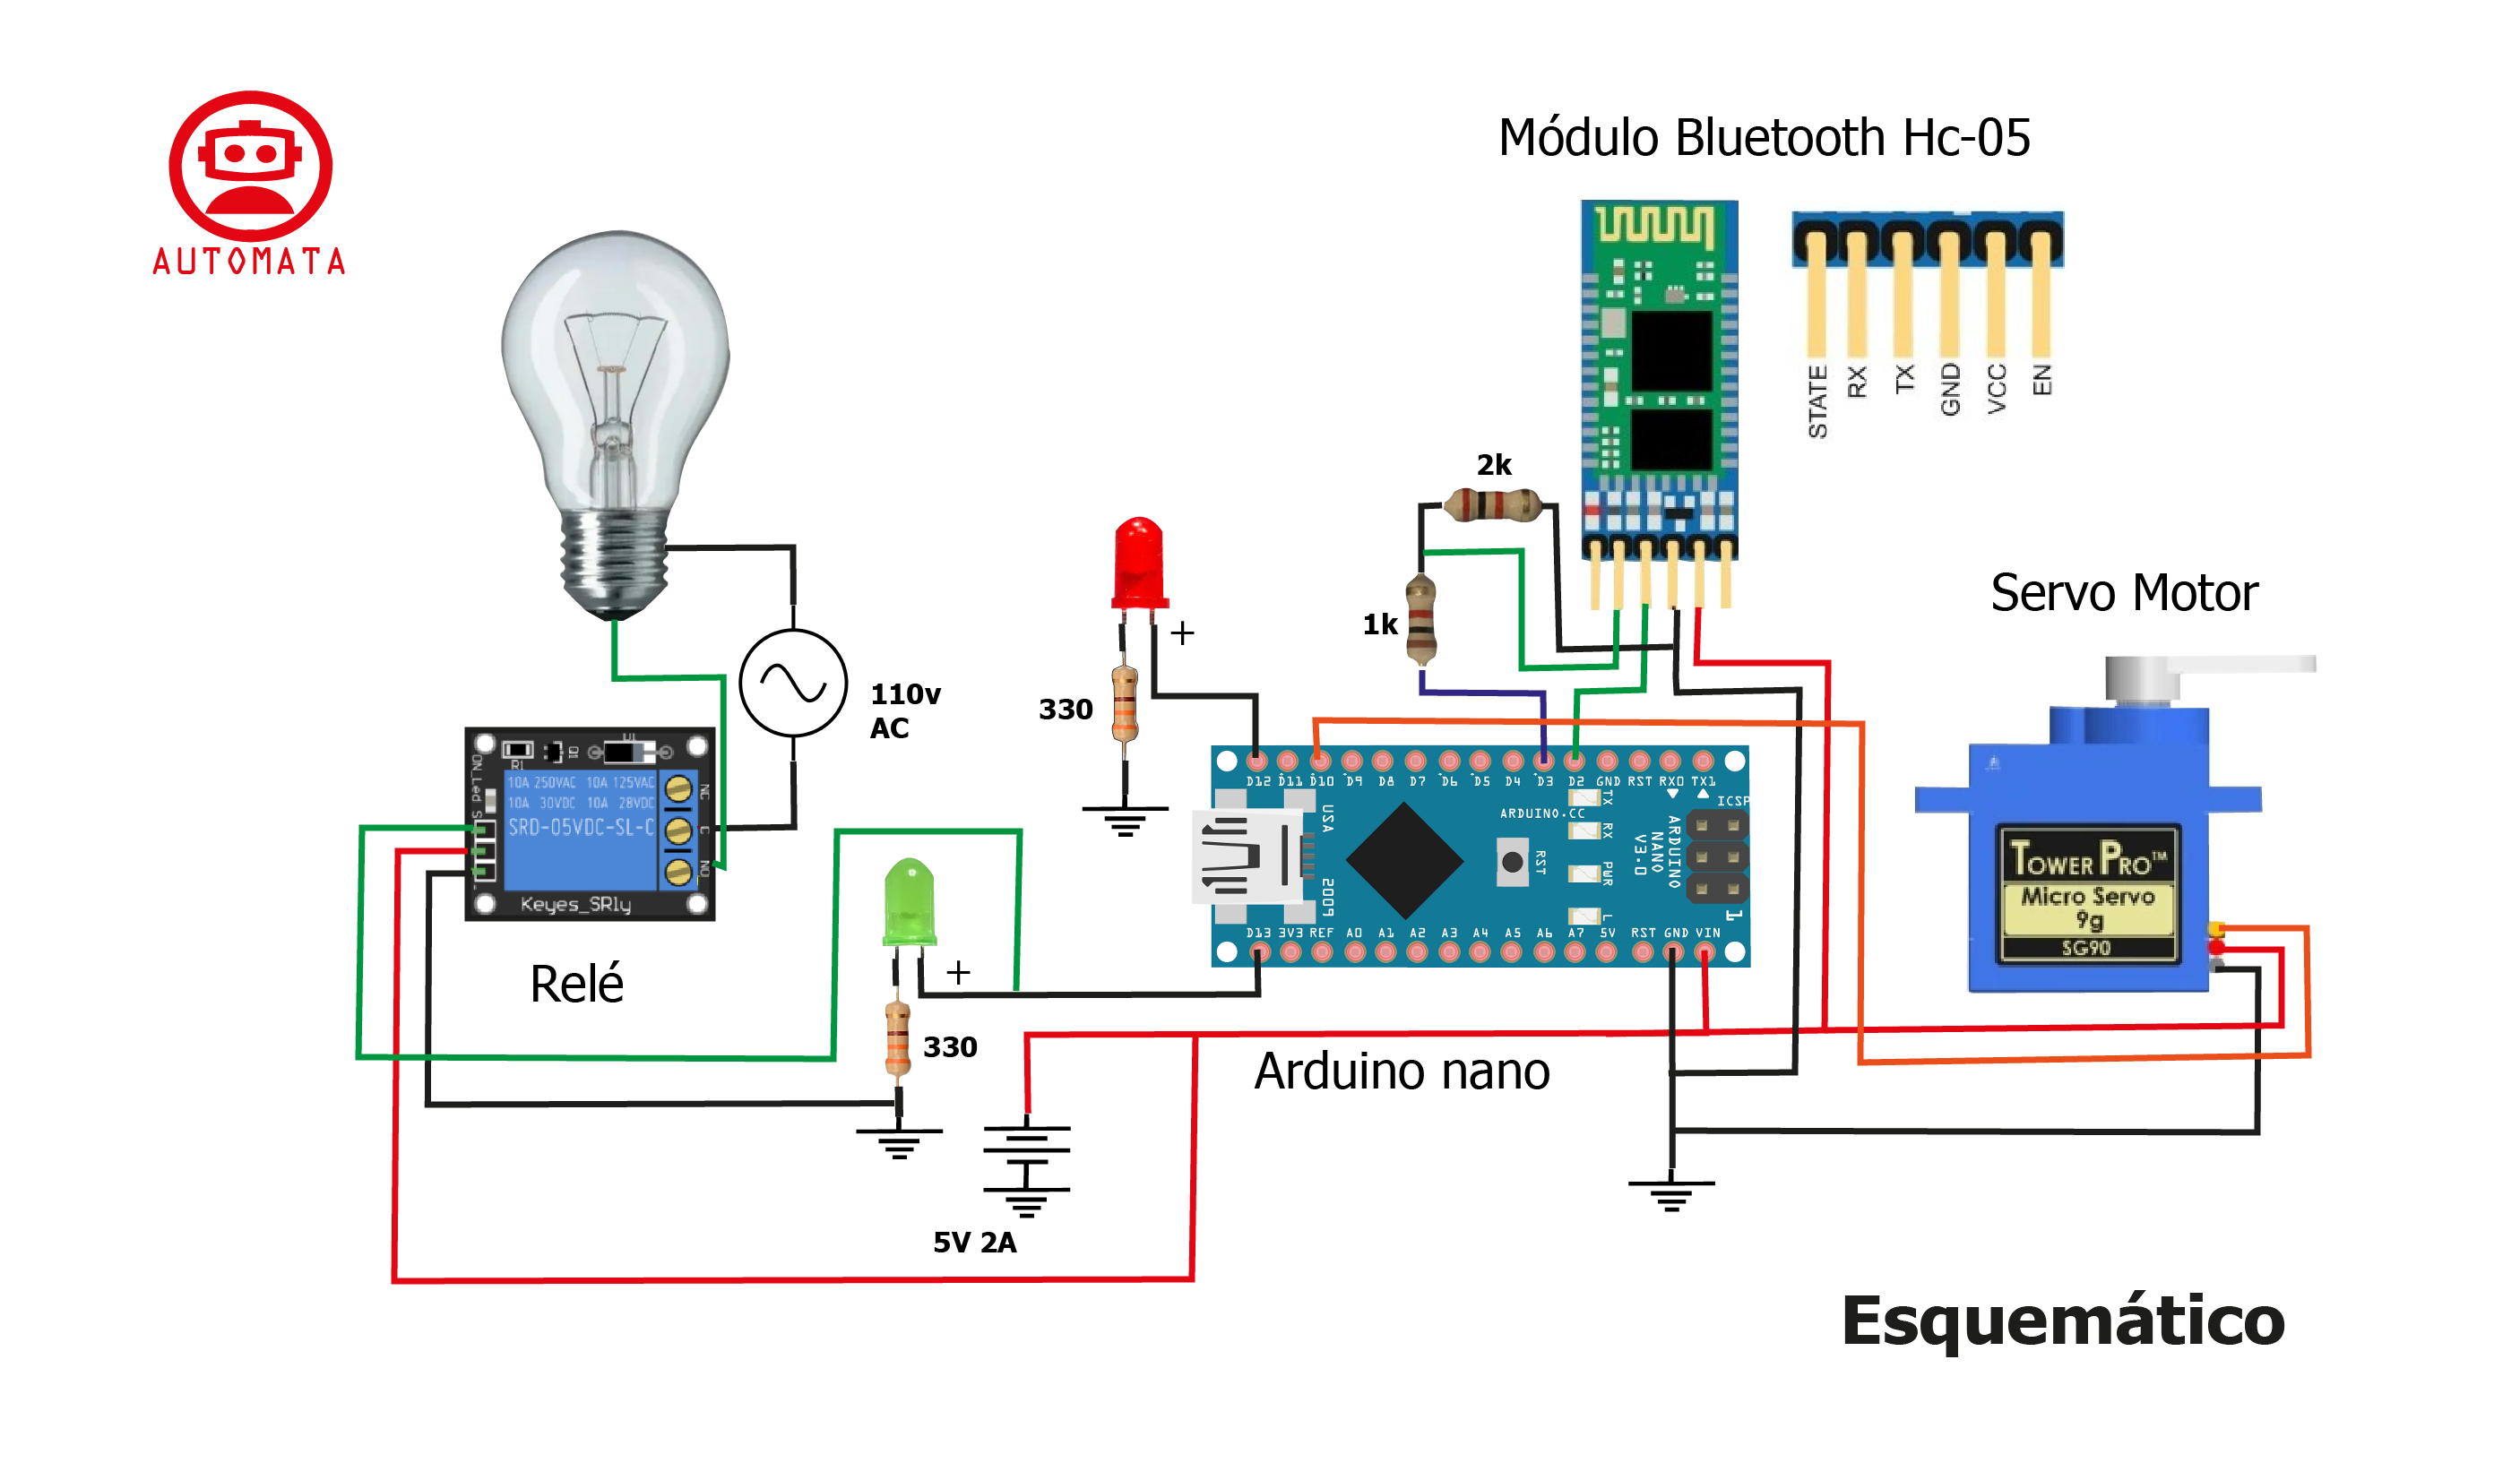 AUTOMATA
Módulo Bluetooth Hc-05
STATE
RX
TX
GND
VCC
EN
2k
1k
+
330
110v
AC
Servo Motor
R1
D1
ON_Led
S
-
10A 250VAC 10A 125VAC
10A 30VDC 10A 28VDC
SRD-05VDC-SL-C
NC
C
NO
Keyes_SRly
Relé
D12 D11 D10 D9 D8 D7 D6 D5 D4 D3 D2 GND RST RX0 TX1
USA
2009
ARDUINO.CC
TX
RX
PWR
L
RST
ARDUINO
NANO
V3.0
ICSP
1
D13 3V3 REF A0 A1 A2 A3 A4 A5 A6 A7 5V RST GND VIN
TOWER PRO™
Micro Servo
9g
SG90
+
330
Arduino nano
5V 2A
Esquemático